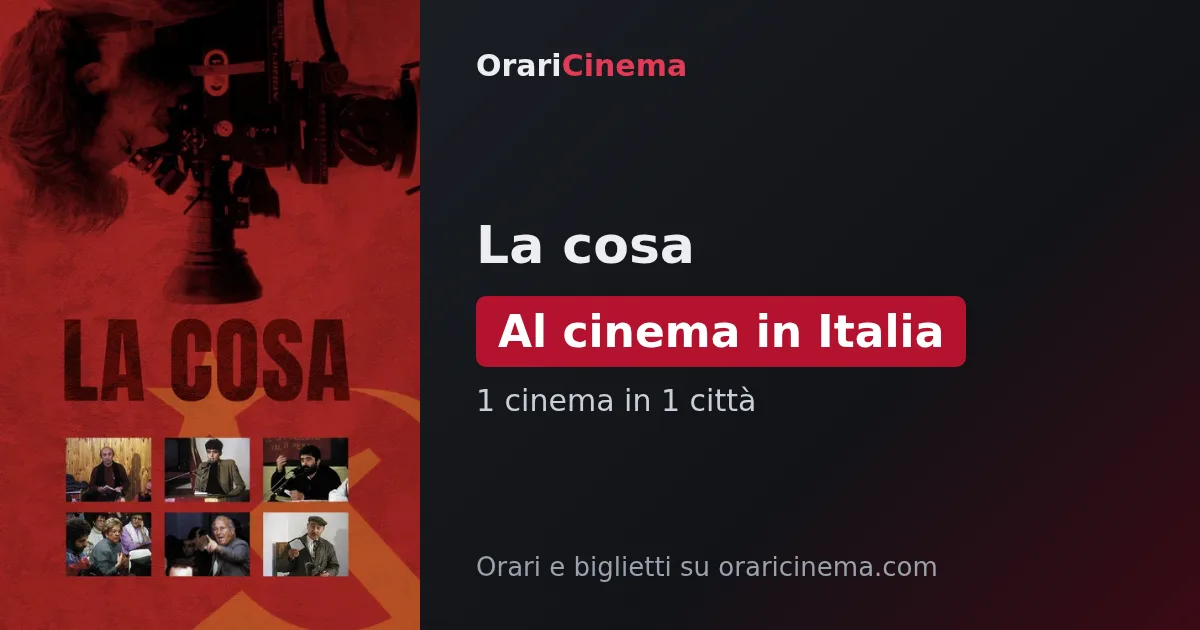 OrariCinema
La cosa
Al cinema in Italia
1 cinema in 1 città
Orari e biglietti su oraricinema.com
LA COSA